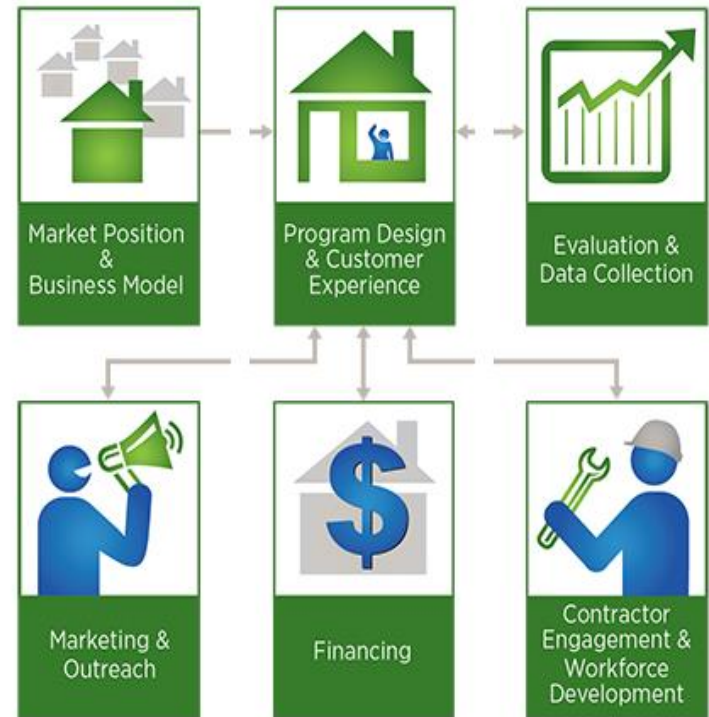 Market Position
&
Business Model
Program Design
& Customer
Experience
Evaluation &
Data Collection
Marketing &
Outreach
$
Financing
Contractor
Engagement &
Workforce
Development